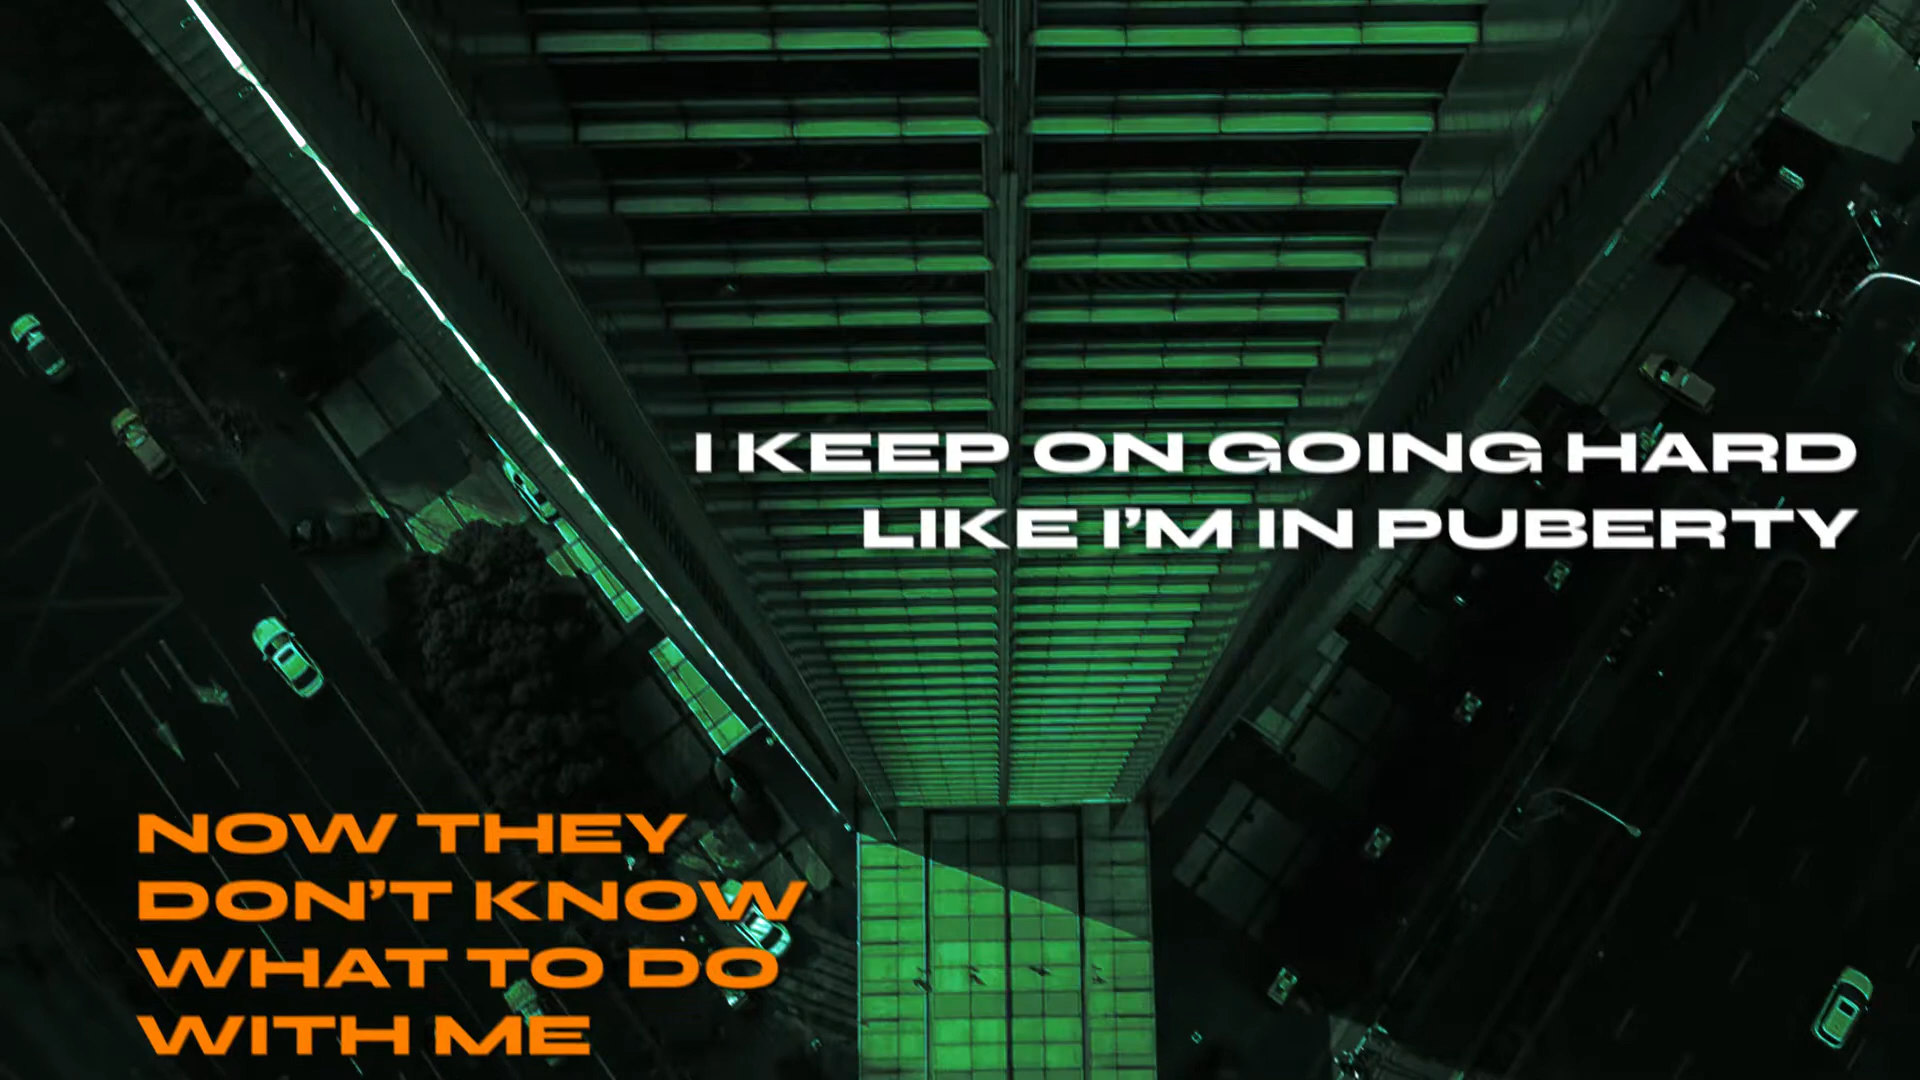 I KEEP ON GOING HARD
LIKE I'M IN PUBERTY
NOW THEY
DON'T KNOW
WHAT TO DO
WITH ME